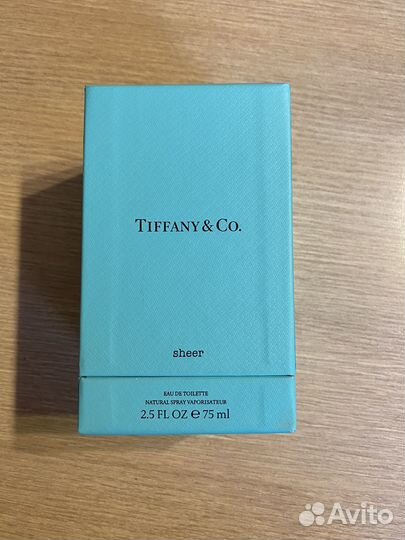 TIFFANY & CO.
sheer
EAU DE TOILETTE
NATURAL SPRAY VAPORISATEUR
2.5 FL OZ ℮ 75 ml
Avito